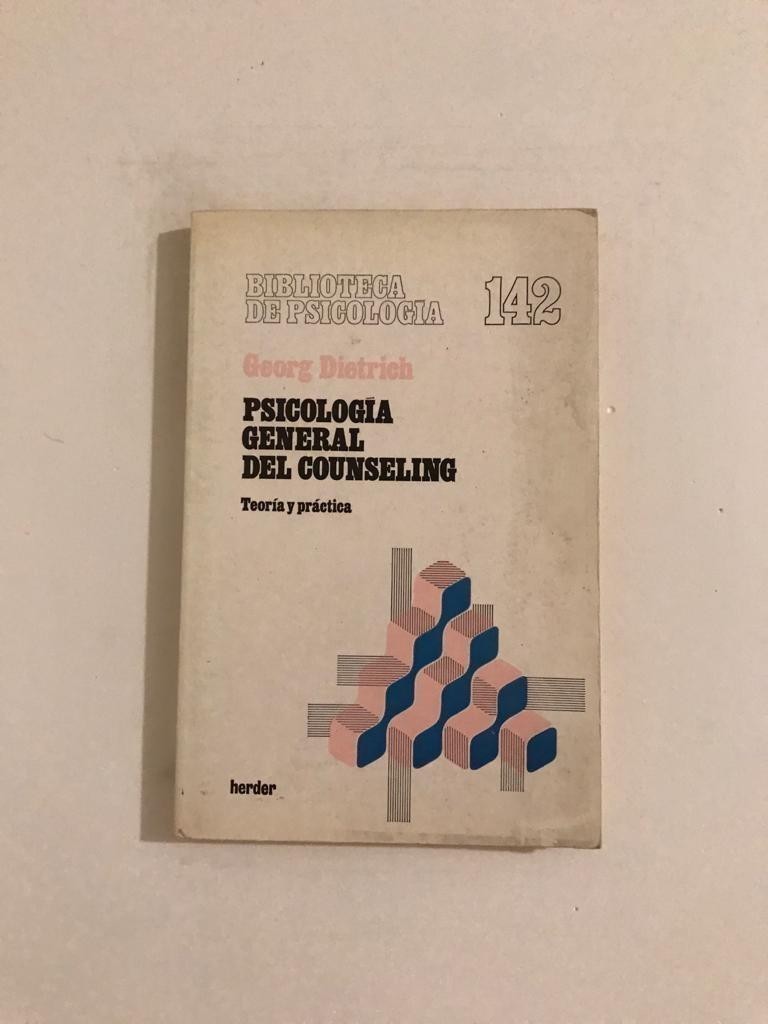 BIBLIOTECA
DE PSICOLOGIA
142
Georg Dietrich
PSICOLOGÍA
GENERAL
DEL COUNSELING
Teoría y práctica
herder